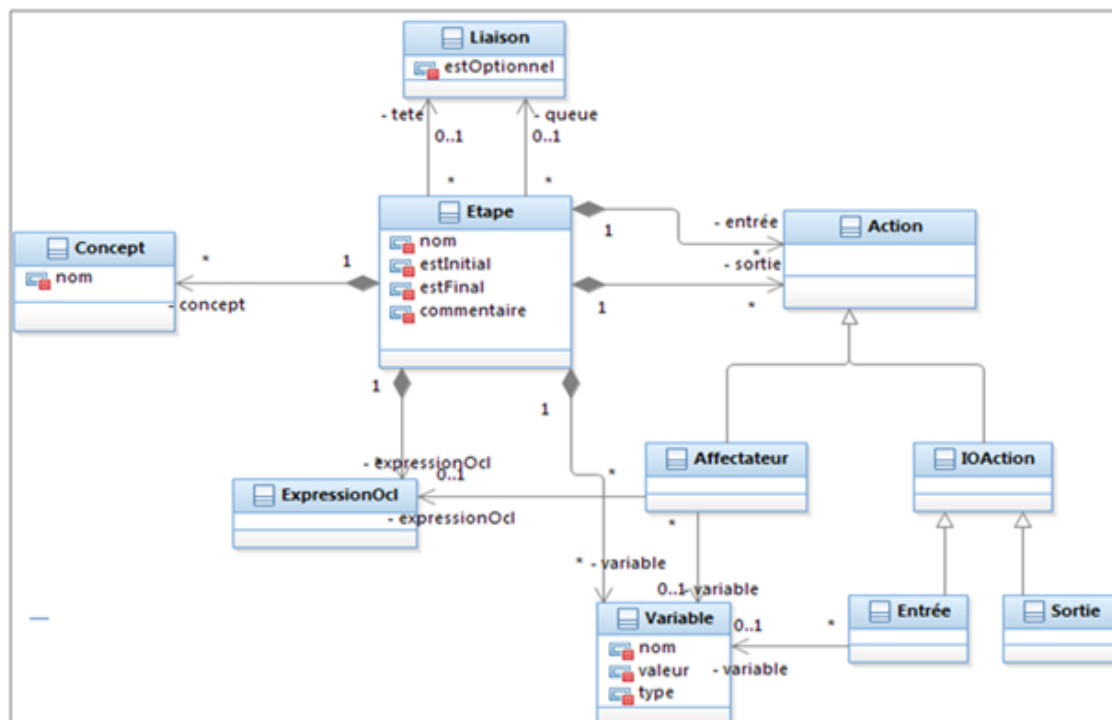 Liaison
estOptionnel
- tete
- queue
0..1
0..1
*
*
Etape
nom
estInitial
estFinal
commentaire
Concept
nom
*
1
- concept
1
- entrée
*
- sortie
1
*
Action
1
1
- expressionOcl
*
0..1
ExpressionOcl
- expressionOcl
Affectateur
IOAction
*
*
* - variable
0..1
- variable
Variable
nom
valeur
type
0..1
*
- variable
Entrée
Sortie